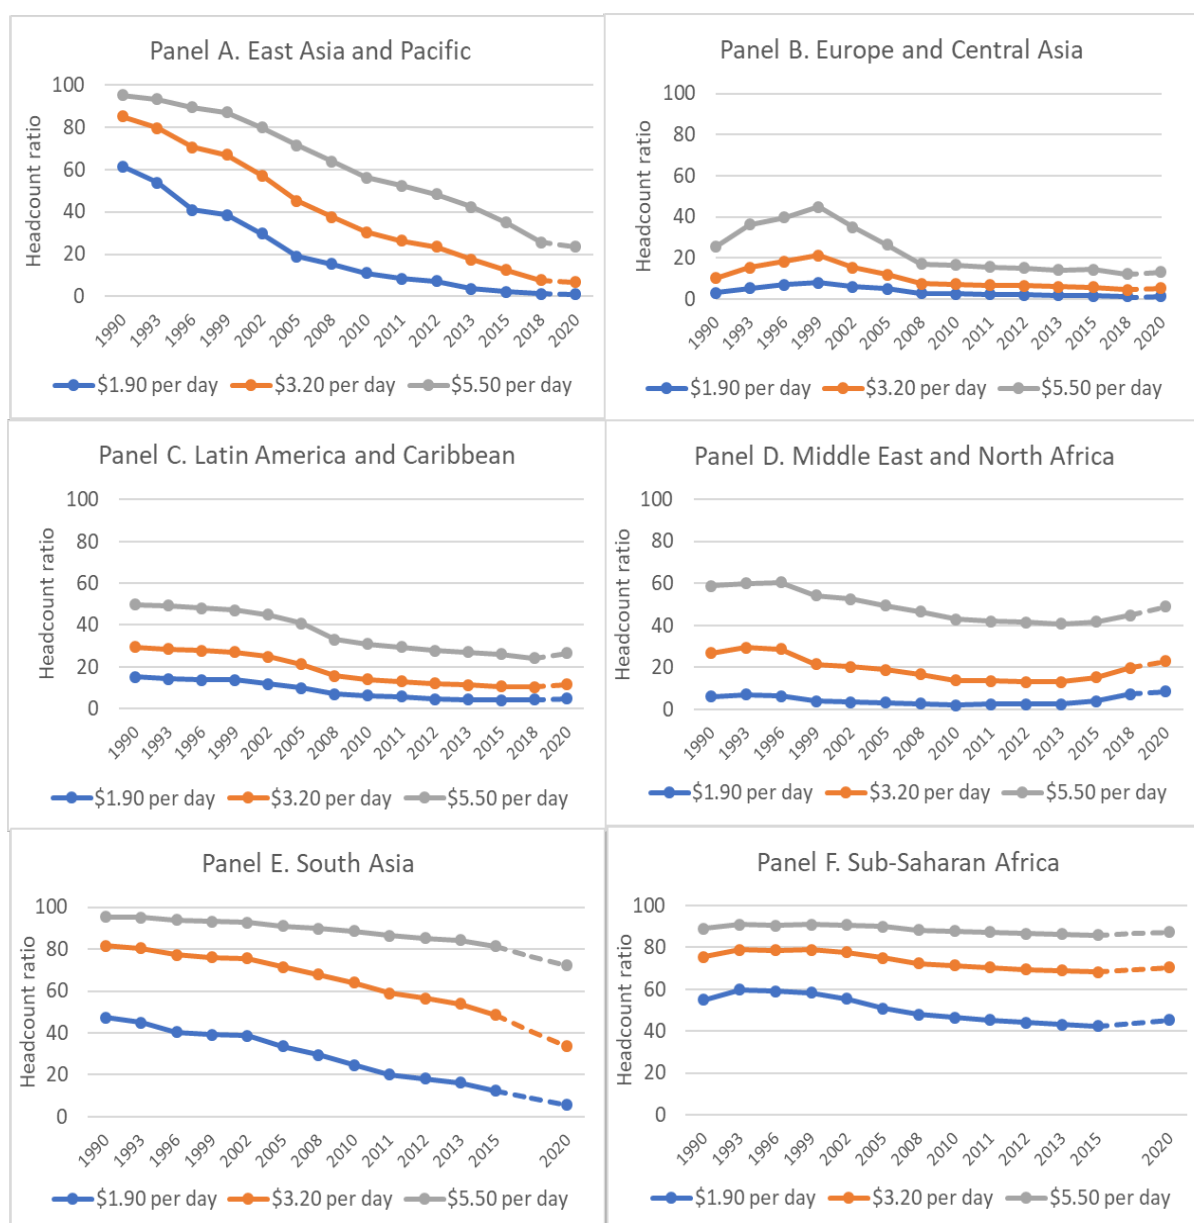 Panel A. East Asia and Pacific
Headcount ratio
100
80
60
40
20
0
1990 1993 1996 1999 2002 2005 2008 2010 2011 2012 2013 2015 2018 2020
$1.90 per day $3.20 per day $5.50 per day
Panel B. Europe and Central Asia
Headcount ratio
100
80
60
40
20
0
1990 1993 1996 1999 2002 2005 2008 2010 2011 2012 2013 2015 2018 2020
$1.90 per day $3.20 per day $5.50 per day
Panel C. Latin America and Caribbean
Headcount ratio
100
80
60
40
20
0
1990 1993 1996 1999 2002 2005 2008 2010 2011 2012 2013 2015 2018 2020
$1.90 per day $3.20 per day $5.50 per day
Panel D. Middle East and North Africa
Headcount ratio
100
80
60
40
20
0
1990 1993 1996 1999 2002 2005 2008 2010 2011 2012 2013 2015 2018 2020
$1.90 per day $3.20 per day $5.50 per day
Panel E. South Asia
Headcount ratio
100
80
60
40
20
0
1990 1993 1996 1999 2002 2005 2008 2010 2011 2012 2013 2015 2020
$1.90 per day $3.20 per day $5.50 per day
Panel F. Sub-Saharan Africa
Headcount ratio
100
80
60
40
20
0
1990 1993 1996 1999 2002 2005 2008 2010 2011 2012 2013 2015 2020
$1.90 per day $3.20 per day $5.50 per day